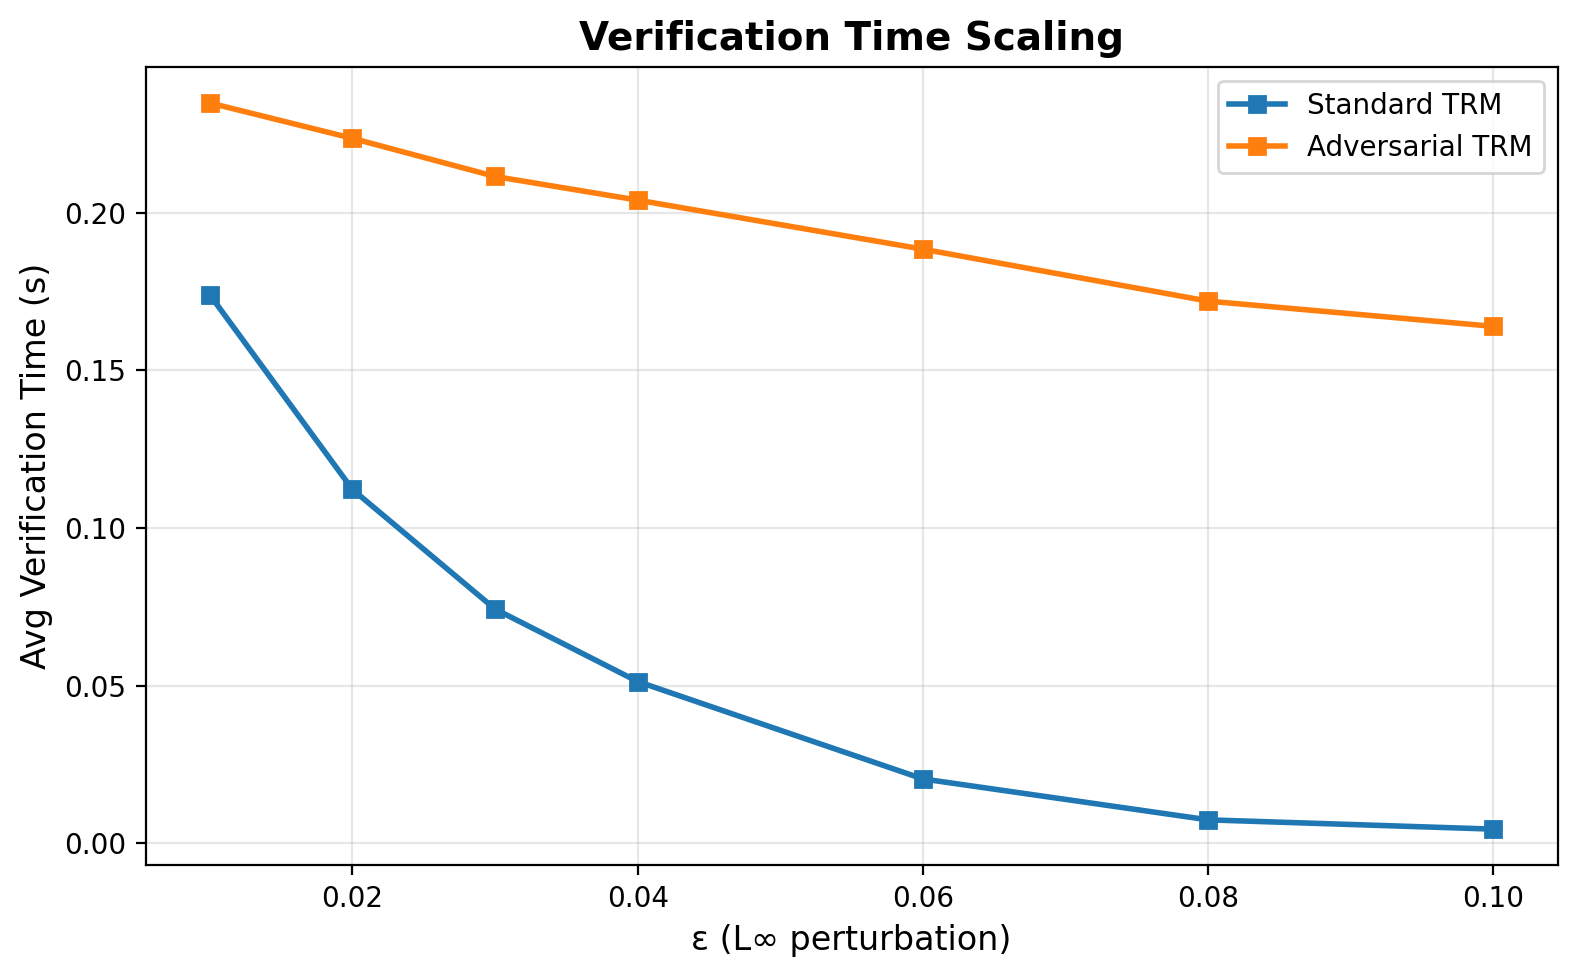 Verification Time Scaling
Standard TRM
Adversarial TRM
Avg Verification Time (s)
0.20
0.15
0.10
0.05
0.00
0.02 0.04 0.06 0.08 0.10
ε (L∞ perturbation)